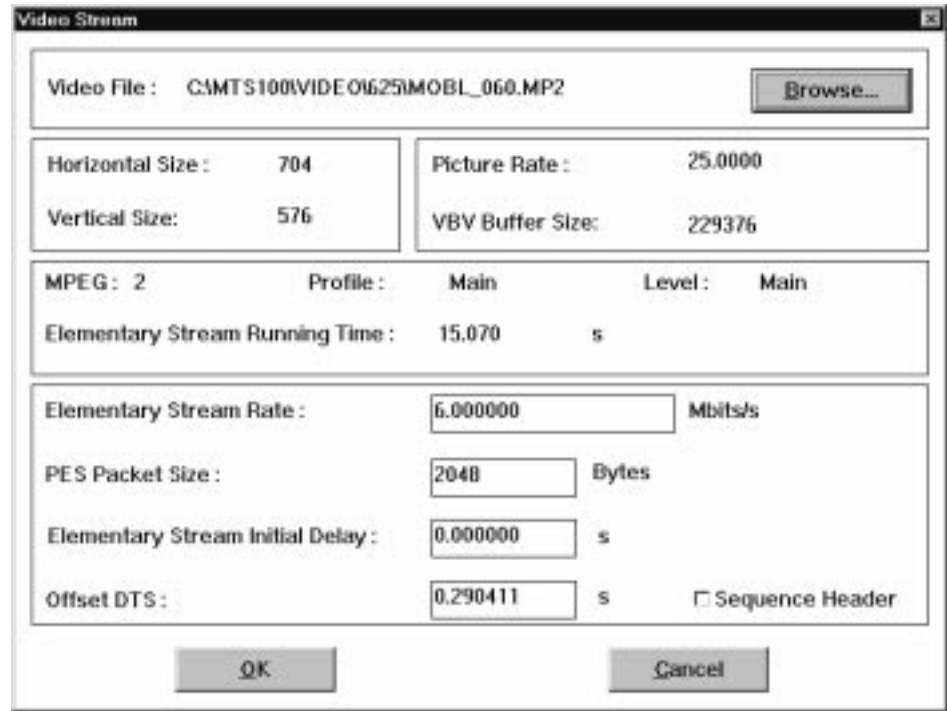 Video Stream
Video File : C:\MTS100\VIDEO\625\MOBL_060.MP2 Browse...
Horizontal Size : 704
Vertical Size: 576
Picture Rate : 25.0000
VBV Buffer Size: 229376
MPEG: 2 Profile : Main Level : Main
Elementary Stream Running Time : 15.070 s
Elementary Stream Rate : 6.000000 Mbits/s
PES Packet Size : 2048 Bytes
Elementary Stream Initial Delay : 0.000000 s
Offset DTS : 0.290411 s Sequence Header
OK Cancel